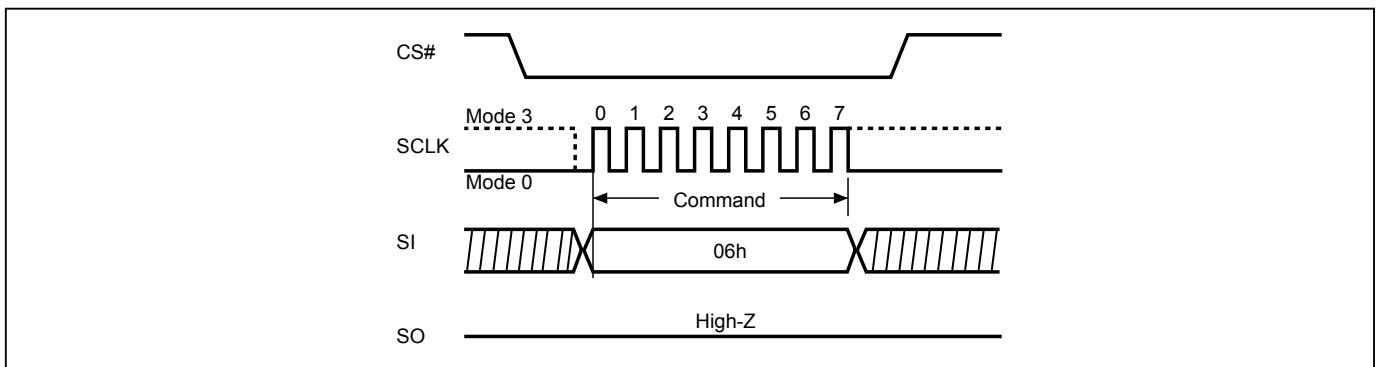 CS#
Mode 3
0 1 2 3 4 5 6 7
SCLK
Mode 0
Command
SI
06h
High-Z
SO